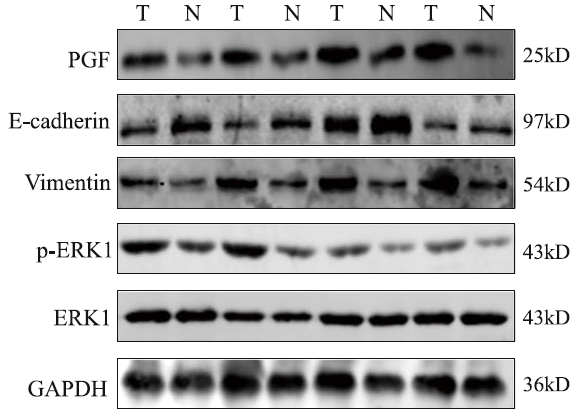 T N T N T N T N
PGF 25kD
E-cadherin 97kD
Vimentin 54kD
p-ERK1 43kD
ERK1 43kD
GAPDH 36kD